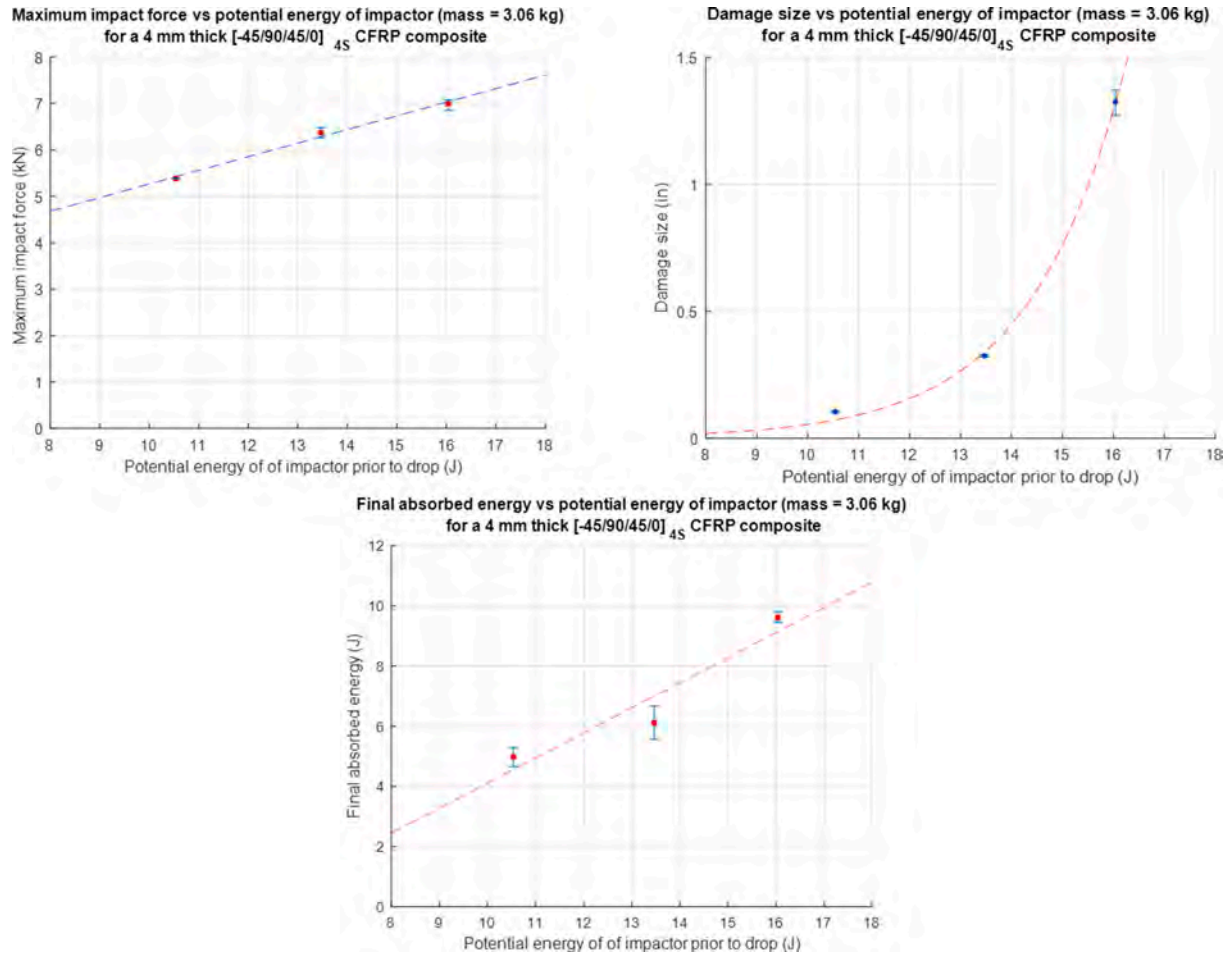 Maximum impact force vs potential energy of impactor (mass = 3.06 kg)
for a 4 mm thick [-45/90/45/0] 4S CFRP composite
8
7
6
5
4
3
2
1
0
Maximum impact force (kN)
8 9 10 11 12 13 14 15 16 17 18
Potential energy of of impactor prior to drop (J)
Damage size vs potential energy of impactor (mass = 3.06 kg)
for a 4 mm thick [-45/90/45/0]4S CFRP composite
1.5
1
0.5
0
Damage size (in)
8 9 10 11 12 13 14 15 16 17 18
Potential energy of of impactor prior to drop (J)
Final absorbed energy vs potential energy of impactor (mass = 3.06 kg)
for a 4 mm thick [-45/90/45/0] 4S CFRP composite
12
10
8
6
4
2
0
Final absorbed energy (J)
8 9 10 11 12 13 14 15 16 17 18
Potential energy of of impactor prior to drop (J)